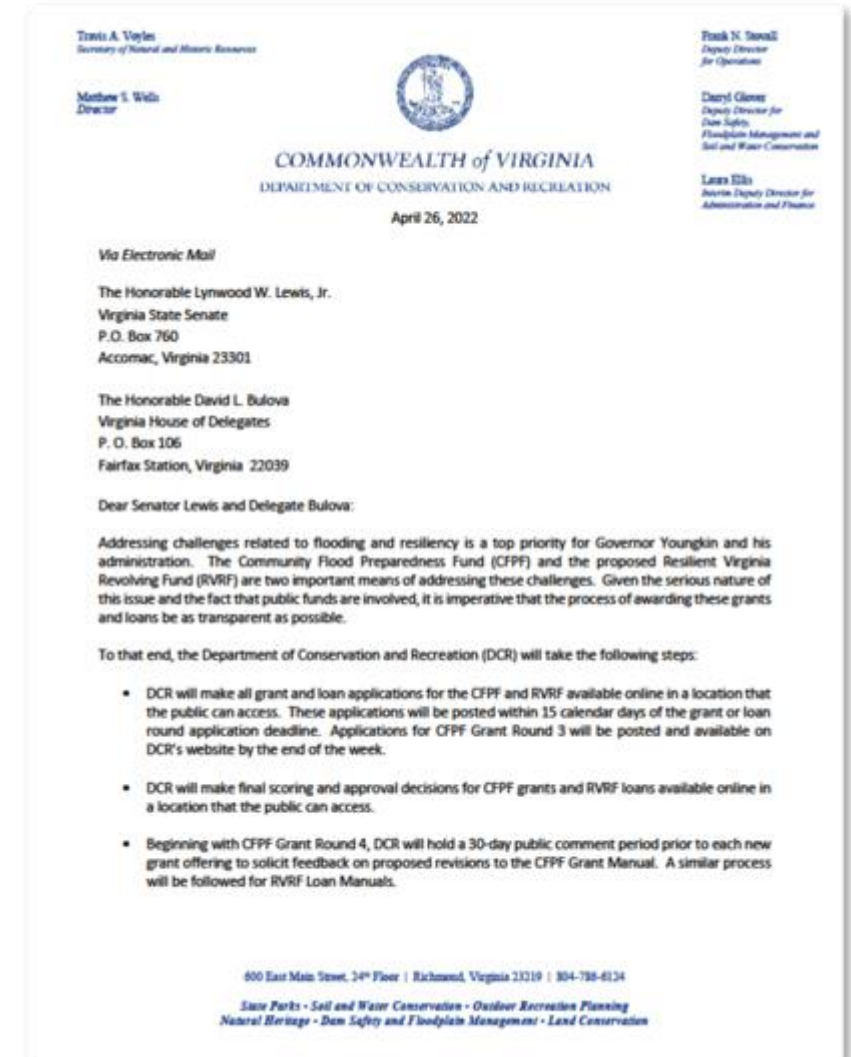 Travis A. Voyles
Secretary of Natural and Historic Resources
Matthew S. Wells
Director
Frank N. Stovall
Deputy Director
for Operations
Darryl Glover
Deputy Director for
Dam Safety,
Floodplain Management and
Soil and Water Conservation
Laura Ellis
Interim Deputy Director for
Administration and Finance
COMMONWEALTH of VIRGINIA
DEPARTMENT OF CONSERVATION AND RECREATION
April 26, 2022
Via Electronic Mail
The Honorable Lynwood W. Lewis, Jr.
Virginia State Senate
P.O. Box 760
Accomac, Virginia 23301
The Honorable David L. Bulova
Virginia House of Delegates
P. O. Box 106
Fairfax Station, Virginia 22039
Dear Senator Lewis and Delegate Bulova:
Addressing challenges related to flooding and resiliency is a top priority for Governor Youngkin and his
administration. The Community Flood Preparedness Fund (CFPF) and the proposed Resilient Virginia
Revolving Fund (RVRF) are two important means of addressing these challenges. Given the serious nature of
this issue and the fact that public funds are involved, it is imperative that the process of awarding these grants
and loans be as transparent as possible.
To that end, the Department of Conservation and Recreation (DCR) will take the following steps:
• DCR will make all grant and loan applications for the CFPF and RVRF available online in a location that
the public can access. These applications will be posted within 15 calendar days of the grant or loan
round application deadline. Applications for CFPF Grant Round 3 will be posted and available on
DCR's website by the end of the week.
• DCR will make final scoring and approval decisions for CFPF grants and RVRF loans available online in
a location that the public can access.
• Beginning with CFPF Grant Round 4, DCR will hold a 30-day public comment period prior to each new
grant offering to solicit feedback on proposed revisions to the CFPF Grant Manual. A similar process
will be followed for RVRF Loan Manuals.
600 East Main Street, 24th Floor | Richmond, Virginia 23219 | 804-786-6124
State Parks • Soil and Water Conservation • Outdoor Recreation Planning
Natural Heritage • Dam Safety and Floodplain Management • Land Conservation